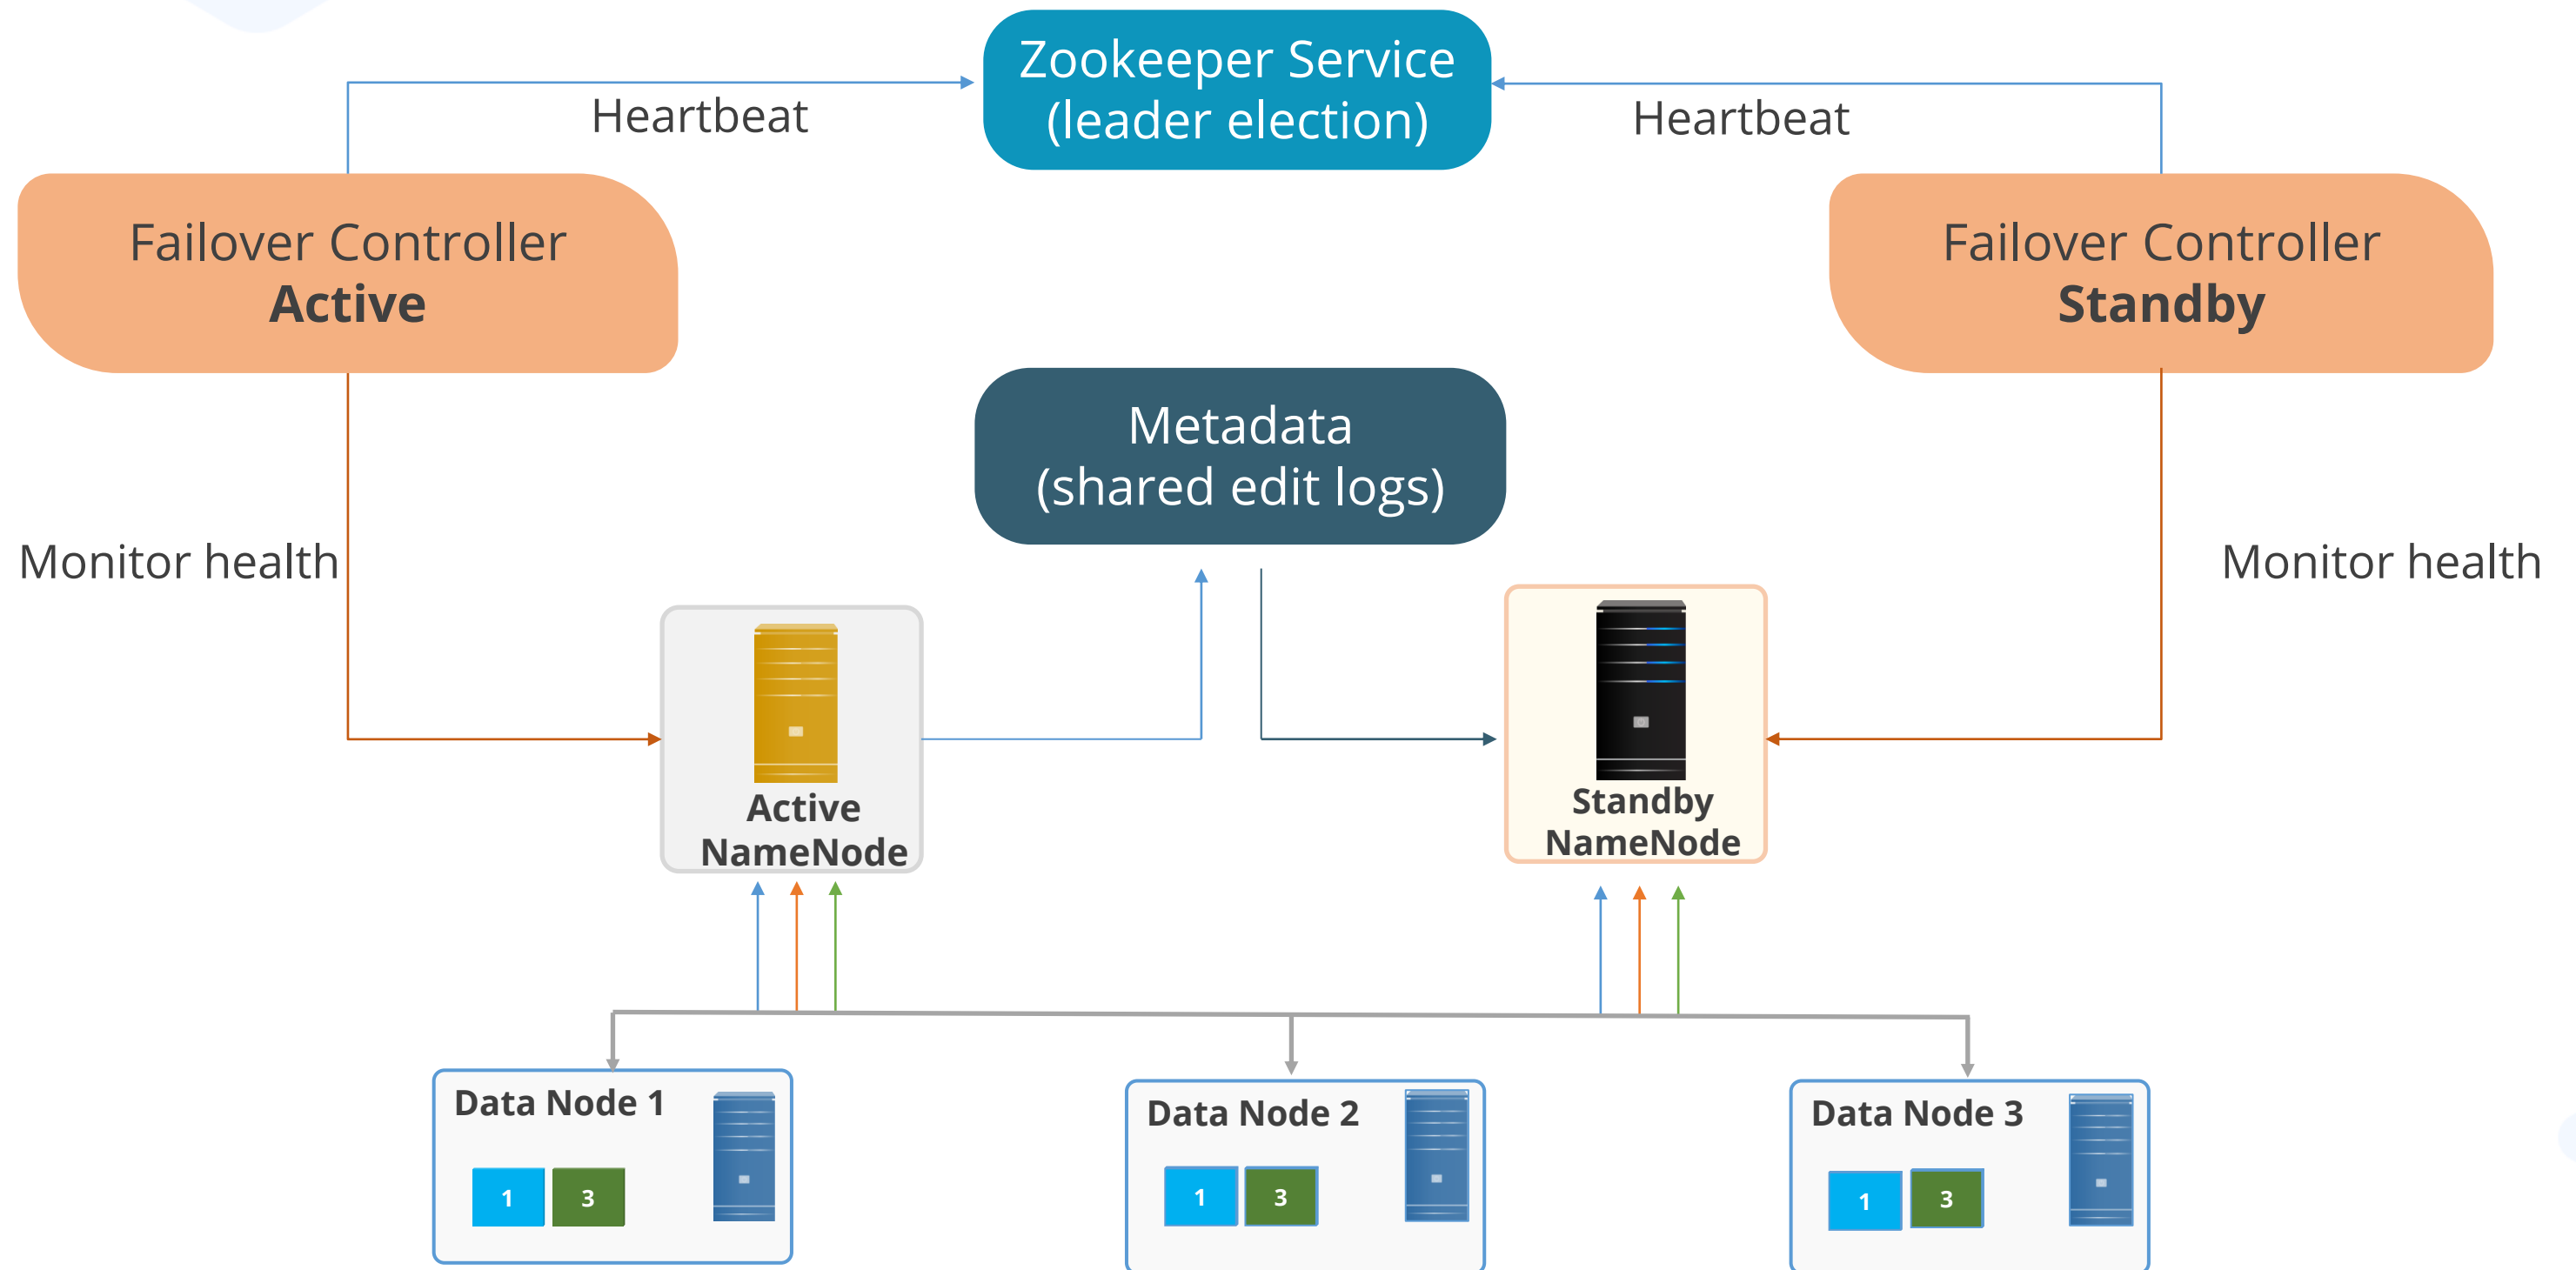 Zookeeper Service
(leader election)
Heartbeat
Heartbeat
Failover Controller
Active
Failover Controller
Standby
Metadata
(shared edit logs)
Monitor health
Monitor health
Active
NameNode
Standby
NameNode
Data Node 1
1
3
Data Node 2
1
3
Data Node 3
1
3